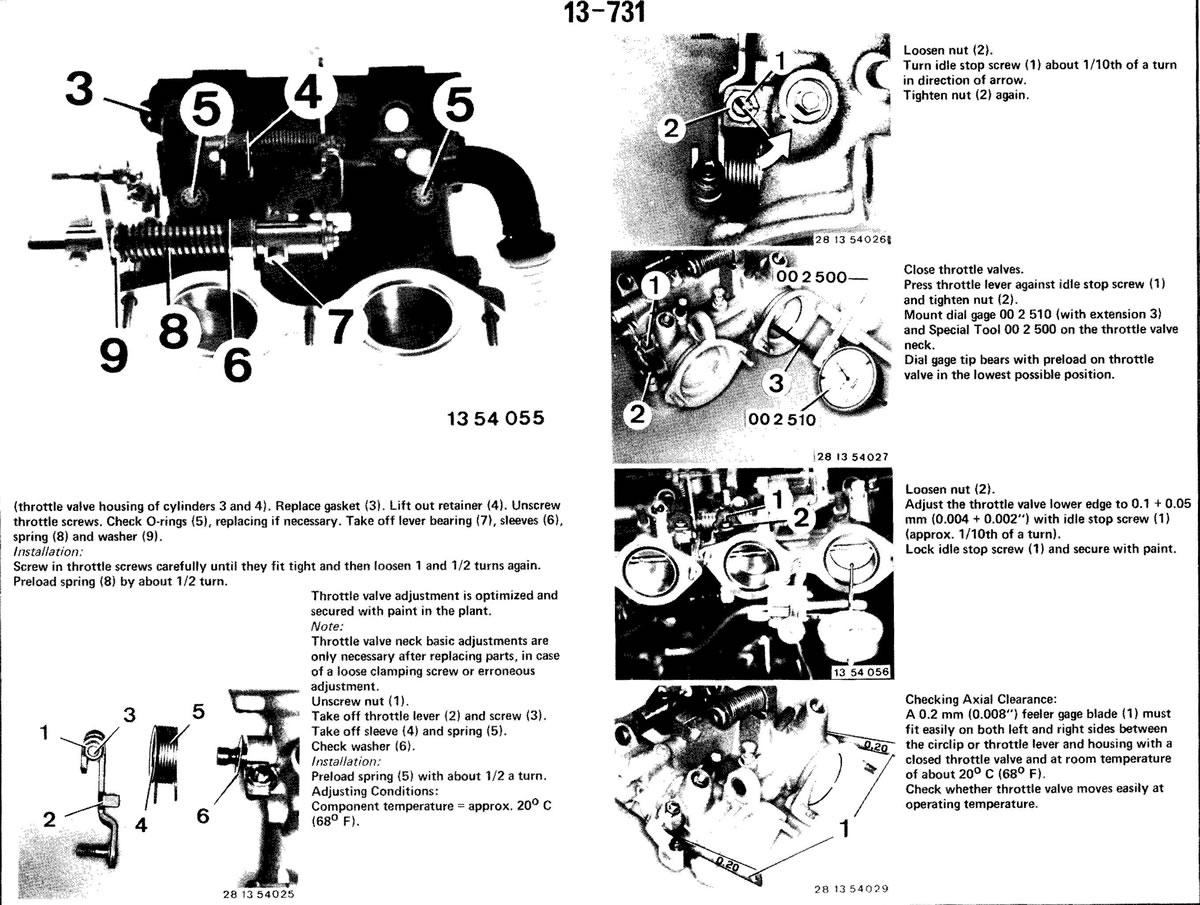 13-731
3
5
4
5
9
8
6
7
13 54 055
(throttle valve housing of cylinders 3 and 4). Replace gasket (3). Lift out retainer (4). Unscrew
throttle screws. Check O-rings (5), replacing if necessary. Take off lever bearing (7), sleeves (6),
spring (8) and washer (9).
Installation:
Screw in throttle screws carefully until they fit tight and then loosen 1 and 1/2 turns again.
Preload spring (8) by about 1/2 turn.
Throttle valve adjustment is optimized and
secured with paint in the plant.
Note:
Throttle valve neck basic adjustments are
only necessary after replacing parts, in case
of a loose clamping screw or erroneous
adjustment.
Unscrew nut (1).
Take off throttle lever (2) and screw (3).
Take off sleeve (4) and spring (5).
Check washer (6).
Installation:
Preload spring (5) with about 1/2 a turn.
Adjusting Conditions:
Component temperature = approx. 20° C
(68° F).
1
3
5
2
4
6
28 13 54025
1
2
28 13 54026
Loosen nut (2).
Turn idle stop screw (1) about 1/10th of a turn
in direction of arrow.
Tighten nut (2) again.
1
00 2 500
3
2
00 2 510
28 13 54027
Close throttle valves.
Press throttle lever against idle stop screw (1)
and tighten nut (2).
Mount dial gage 00 2 510 (with extension 3)
and Special Tool 00 2 500 on the throttle valve
neck.
Dial gage tip bears with preload on throttle
valve in the lowest possible position.
1
2
13 54 056
Loosen nut (2).
Adjust the throttle valve lower edge to 0.1 + 0.05
mm (0.004 + 0.002") with idle stop screw (1)
(approx. 1/10th of a turn).
Lock idle stop screw (1) and secure with paint.
0.20
1
0.20
28 13 54029
Checking Axial Clearance:
A 0.2 mm (0.008") feeler gage blade (1) must
fit easily on both left and right sides between
the circlip or throttle lever and housing with a
closed throttle valve and at room temperature
of about 20° C (68° F).
Check whether throttle valve moves easily at
operating temperature.